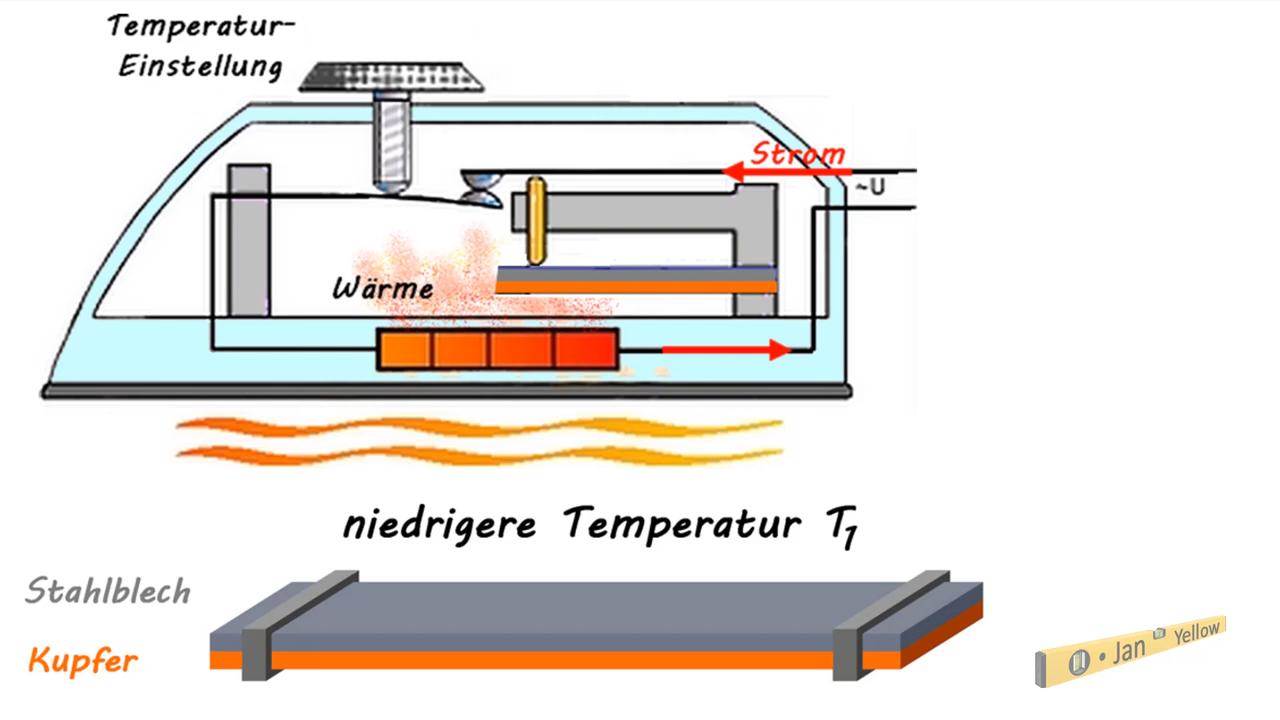 Temperatur-
Einstellung
Strom
~U
Wärme
niedrigere Temperatur T₁
Stahlblech
Kupfer
• Jan Yellow